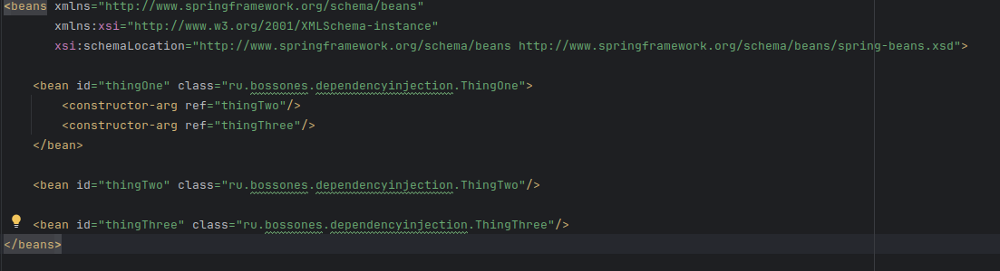 <beans xmlns="http://www.springframework.org/schema/beans"
xmlns:xsi="http://www.w3.org/2001/XMLSchema-instance"
xsi:schemaLocation="http://www.springframework.org/schema/beans http://www.springframework.org/schema/beans/spring-beans.xsd">
<bean id="thingOne" class="ru.bossones.dependencyinjection.ThingOne">
<constructor-arg ref="thingTwo"/>
<constructor-arg ref="thingThree"/>
</bean>
<bean id="thingTwo" class="ru.bossones.dependencyinjection.ThingTwo"/>
<bean id="thingThree" class="ru.bossones.dependencyinjection.ThingThree"/>
</beans>